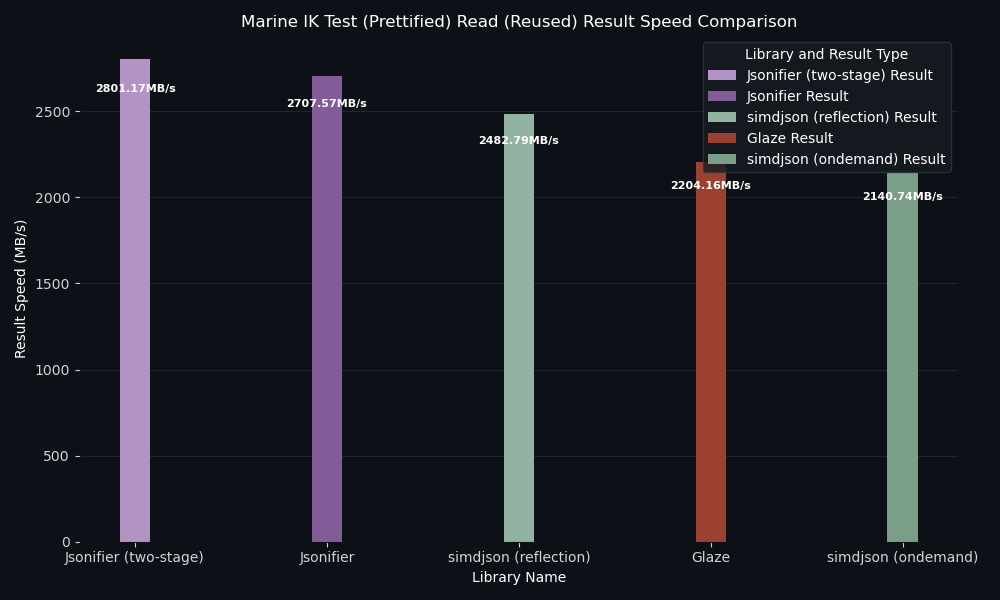 Marine IK Test (Prettified) Read (Reused) Result Speed Comparison
Library and Result Type
Jsonifier (two-stage) Result
Jsonifier Result
simdjson (reflection) Result
Glaze Result
simdjson (ondemand) Result
2801.17MB/s
2707.57MB/s
2482.79MB/s
2204.16MB/s
2140.74MB/s
Result Speed (MB/s)
2500
2000
1500
1000
500
0
Jsonifier (two-stage)
Jsonifier
simdjson (reflection)
Glaze
simdjson (ondemand)
Library Name